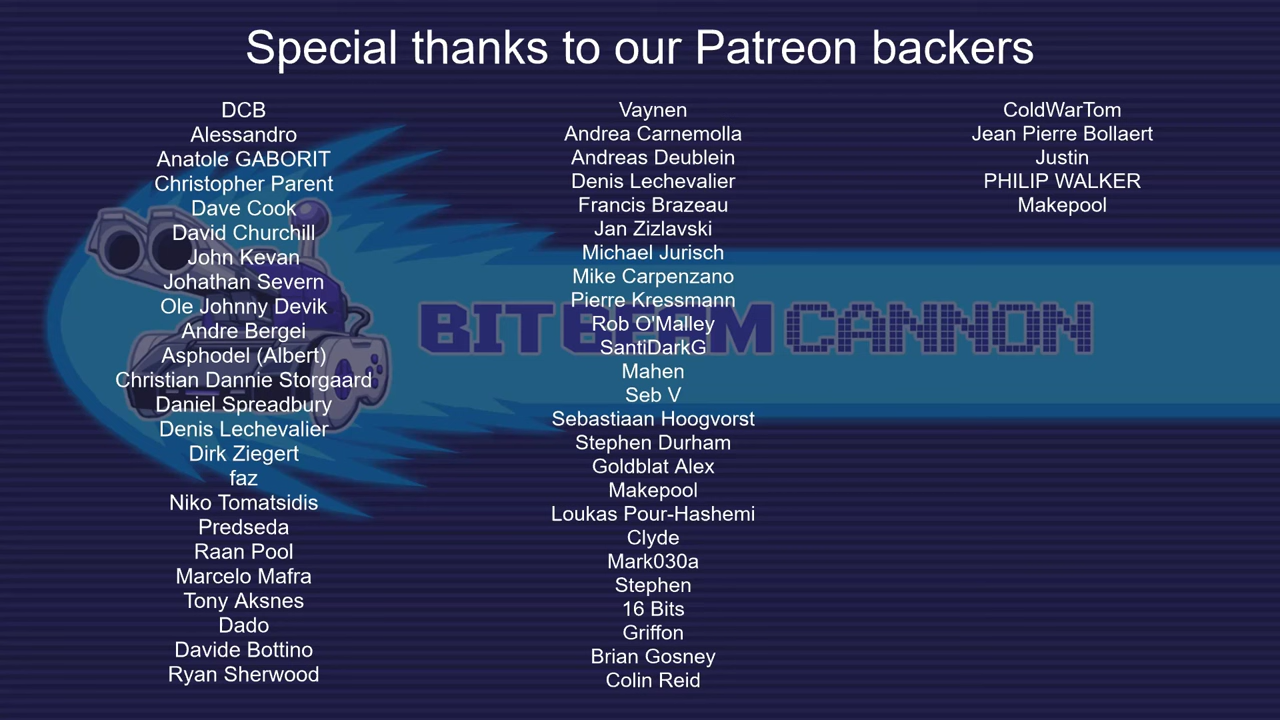 Special thanks to our Patreon backers
DCB
Alessandro
Anatole GABORIT
Christopher Parent
Dave Cook
David Churchill
John Kevan
Johathan Severn
Ole Johnny Devik
Andre Bergei
Asphodel (Albert)
Christian Dannie Storgaard
Daniel Spreadbury
Denis Lechevalier
Dirk Ziegert
faz
Niko Tomatsidis
Predseda
Raan Pool
Marcelo Mafra
Tony Aksnes
Dado
Davide Bottino
Ryan Sherwood
Vaynen
Andrea Carnemolla
Andreas Deublein
Denis Lechevalier
Francis Brazeau
Jan Zizlavski
Michael Jurisch
Mike Carpenzano
Pierre Kressmann
Rob O'Malley
SantiDarkG
Mahen
Seb V
Sebastiaan Hoogvorst
Stephen Durham
Goldblat Alex
Makepool
Loukas Pour-Hashemi
Clyde
Mark030a
Stephen
16 Bits
Griffon
Brian Gosney
Colin Reid
ColdWarTom
Jean Pierre Bollaert
Justin
PHILIP WALKER
Makepool
BIT BEAM CANNON